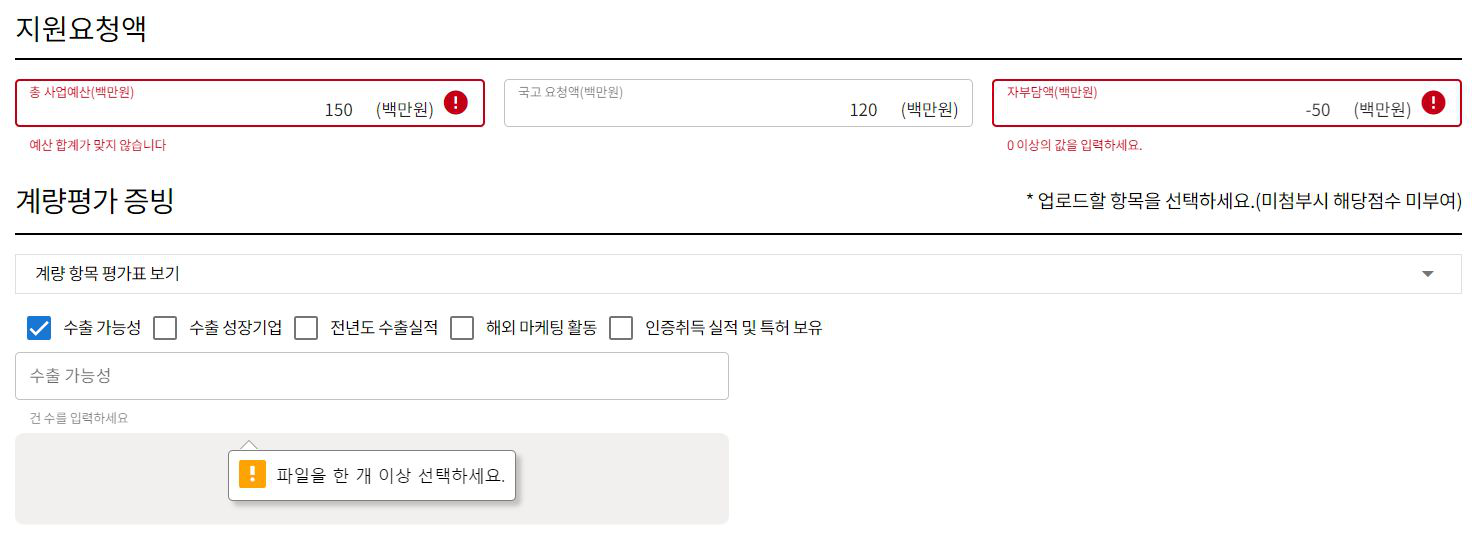 지원요청액
총 사업예산(백만원)
150 (백만원)
국고 요청액(백만원)
120 (백만원)
자부담액(백만원)
-50 (백만원)
예산 합계가 맞지 않습니다
0 이상의 값을 입력하세요.
계량평가 증빙
* 업로드할 항목을 선택하세요.(미첨부시 해당점수 미부여)
계량 항목 평가표 보기
수출 가능성 수출 성장기업 전년도 수출실적 해외 마케팅 활동 인증취득 실적 및 특허 보유
수출 가능성
건 수를 입력하세요
파일을 한 개 이상 선택하세요.